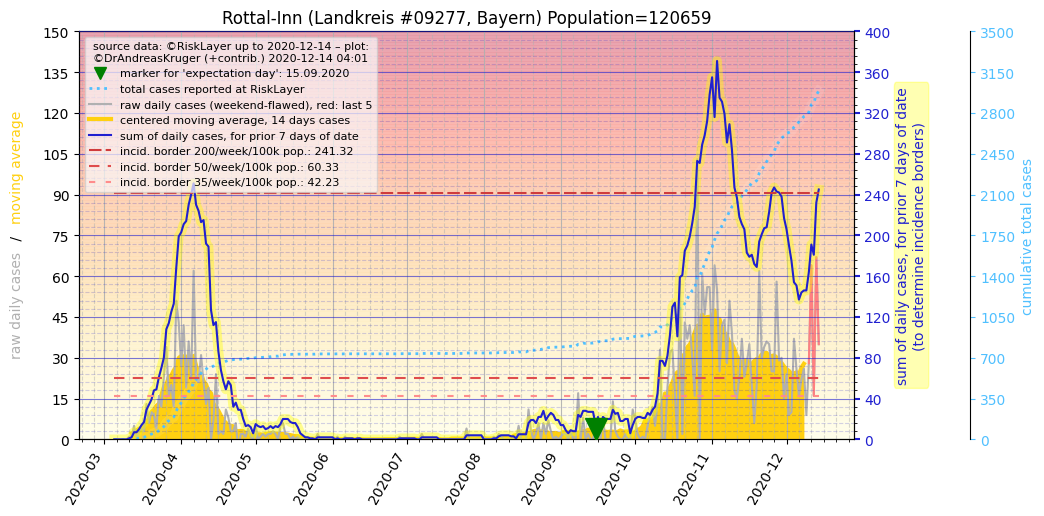 Rottal-Inn (Landkreis #09277, Bayern) Population=120659
source data: ©RiskLayer up to 2020-12-14 – plot:
©DrAndreasKruger (+contrib.) 2020-12-14 04:01
marker for 'expectation day': 15.09.2020
total cases reported at RiskLayer
raw daily cases (weekend-flawed), red: last 5
centered moving average, 14 days cases
sum of daily cases, for prior 7 days of date
incid. border 200/week/100k pop.: 241.32
incid. border 50/week/100k pop.: 60.33
incid. border 35/week/100k pop.: 42.23
raw daily cases / moving average
150
135
120
105
90
75
60
45
30
15
0
2020-03
2020-04
2020-05
2020-06
2020-07
2020-08
2020-09
2020-10
2020-11
2020-12
400
360
320
280
240
200
160
120
80
40
0
sum of daily cases, for prior 7 days of date
(to determine incidence borders)
3500
3150
2800
2450
2100
1750
1400
1050
700
350
0
cumulative total cases